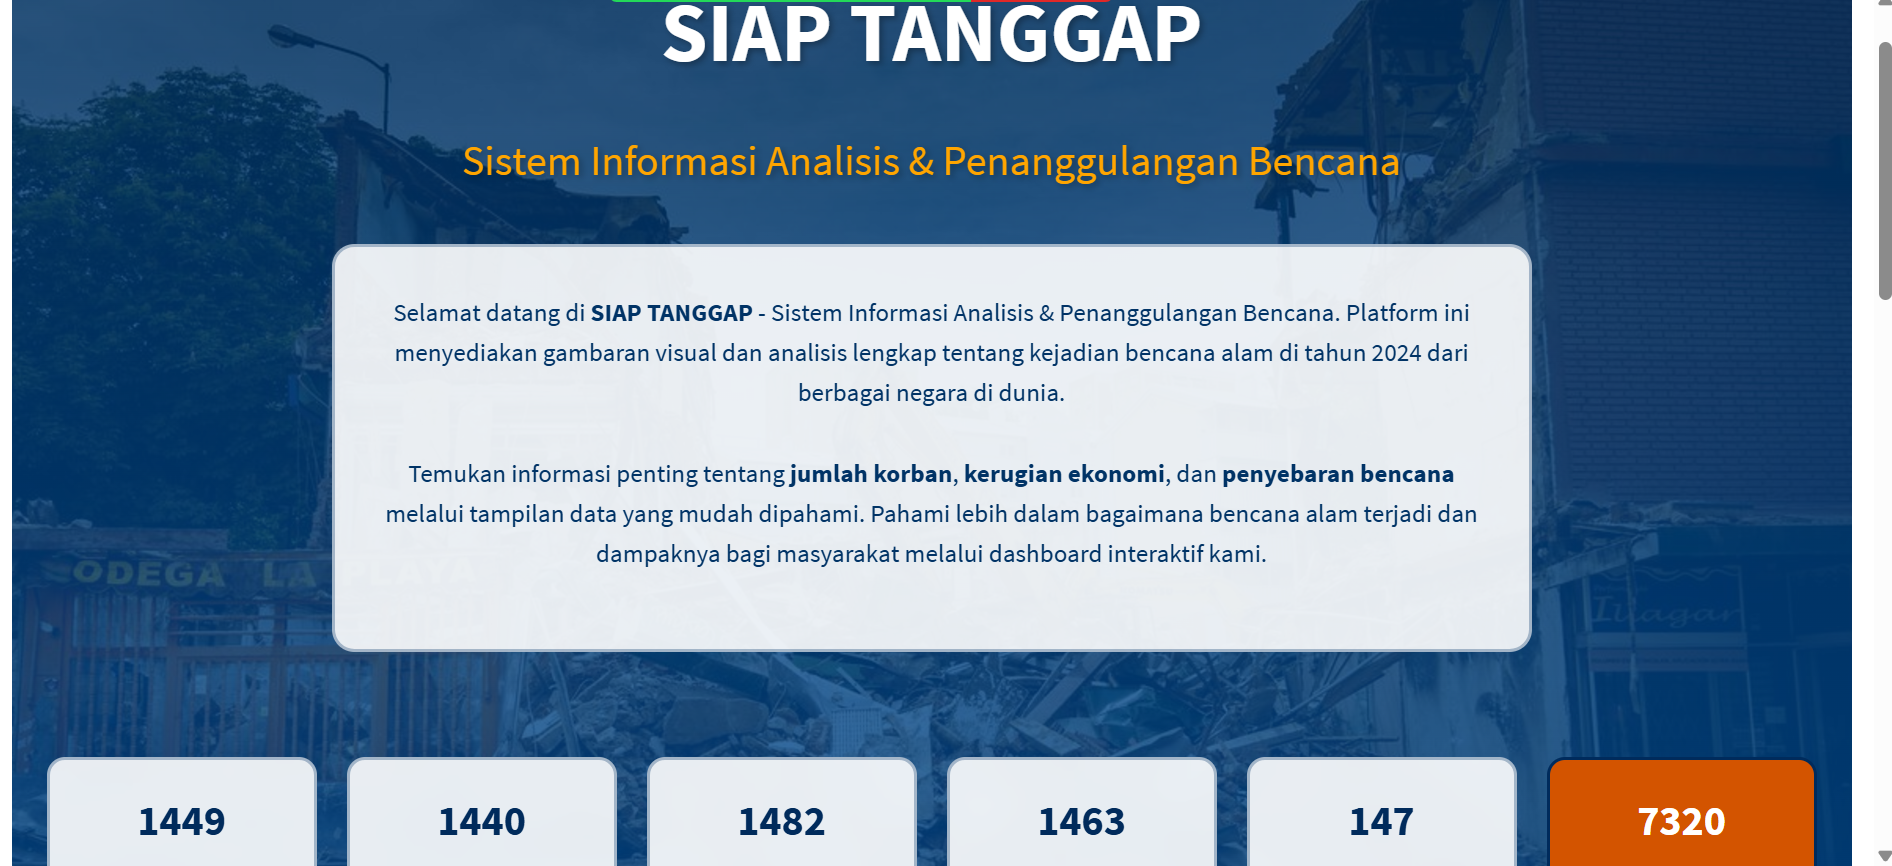 SIAP TANGGAP
Sistem Informasi Analisis & Penanggulangan Bencana
Selamat datang di SIAP TANGGAP - Sistem Informasi Analisis & Penanggulangan Bencana. Platform ini
menyediakan gambaran visual dan analisis lengkap tentang kejadian bencana alam di tahun 2024 dari
berbagai negara di dunia.
Temukan informasi penting tentang jumlah korban, kerugian ekonomi, dan penyebaran bencana
melalui tampilan data yang mudah dipahami. Pahami lebih dalam bagaimana bencana alam terjadi dan
dampaknya bagi masyarakat melalui dashboard interaktif kami.
ODEGA LA PLAYA
Illagar
1449
1440
1482
1463
147
7320